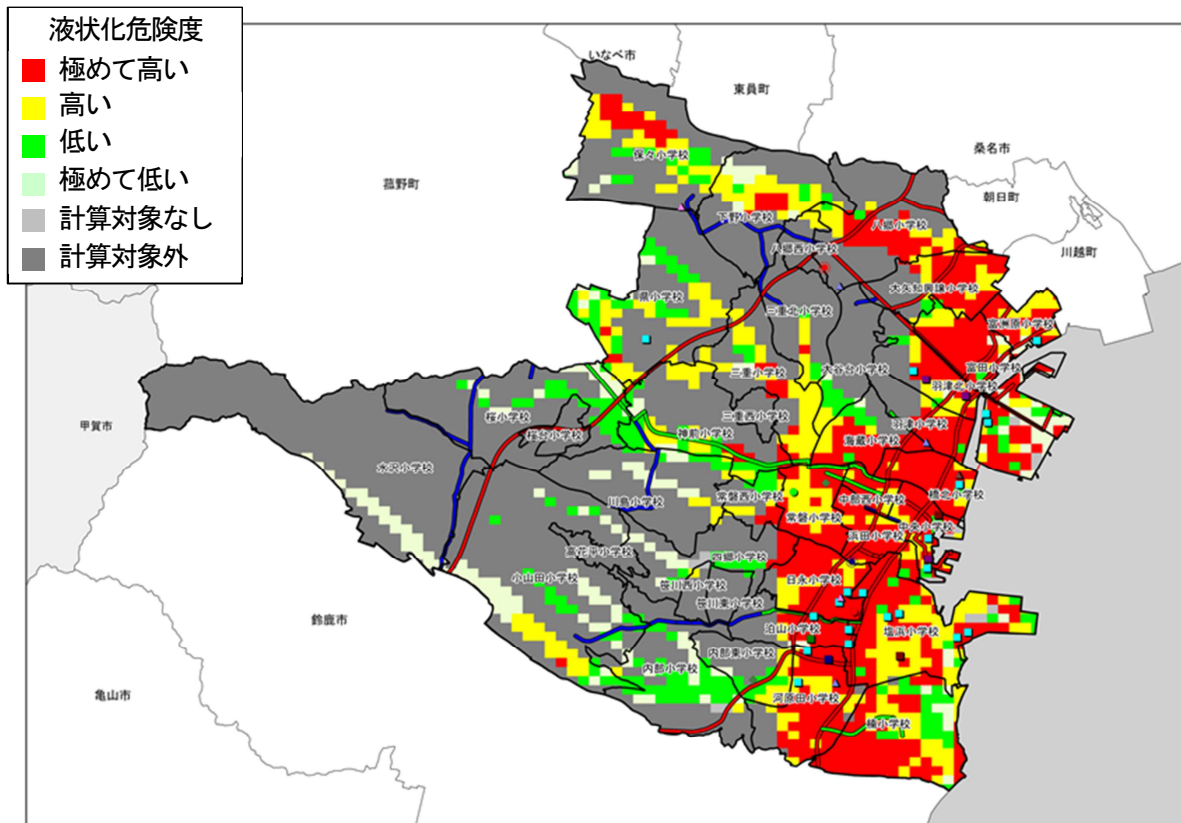 液状化危険度
極めて高い
高い
低い
極めて低い
計算対象なし
計算対象外
いなべ市
東員町
桑名市
朝日町
川越町
菰野町
甲賀市
鈴鹿市
亀山市
保々小学校
下野小学校
八郷小学校
八郷西小学校
大矢知興譲小学校
県小学校
三重北小学校
富洲原小学校
富田小学校
三重小学校
大谷台小学校
羽津北小学校
桜小学校
三重西小学校
羽津小学校
桜台小学校
神前小学校
海蔵小学校
水沢小学校
川島小学校
常磐西小学校
中部西小学校
橋北小学校
常磐小学校
中央小学校
浜田小学校
高花平小学校
四郷小学校
小山田小学校
笹川西小学校
日永小学校
笹川東小学校
泊山小学校
塩浜小学校
内部東小学校
内部小学校
河原田小学校
楠小学校